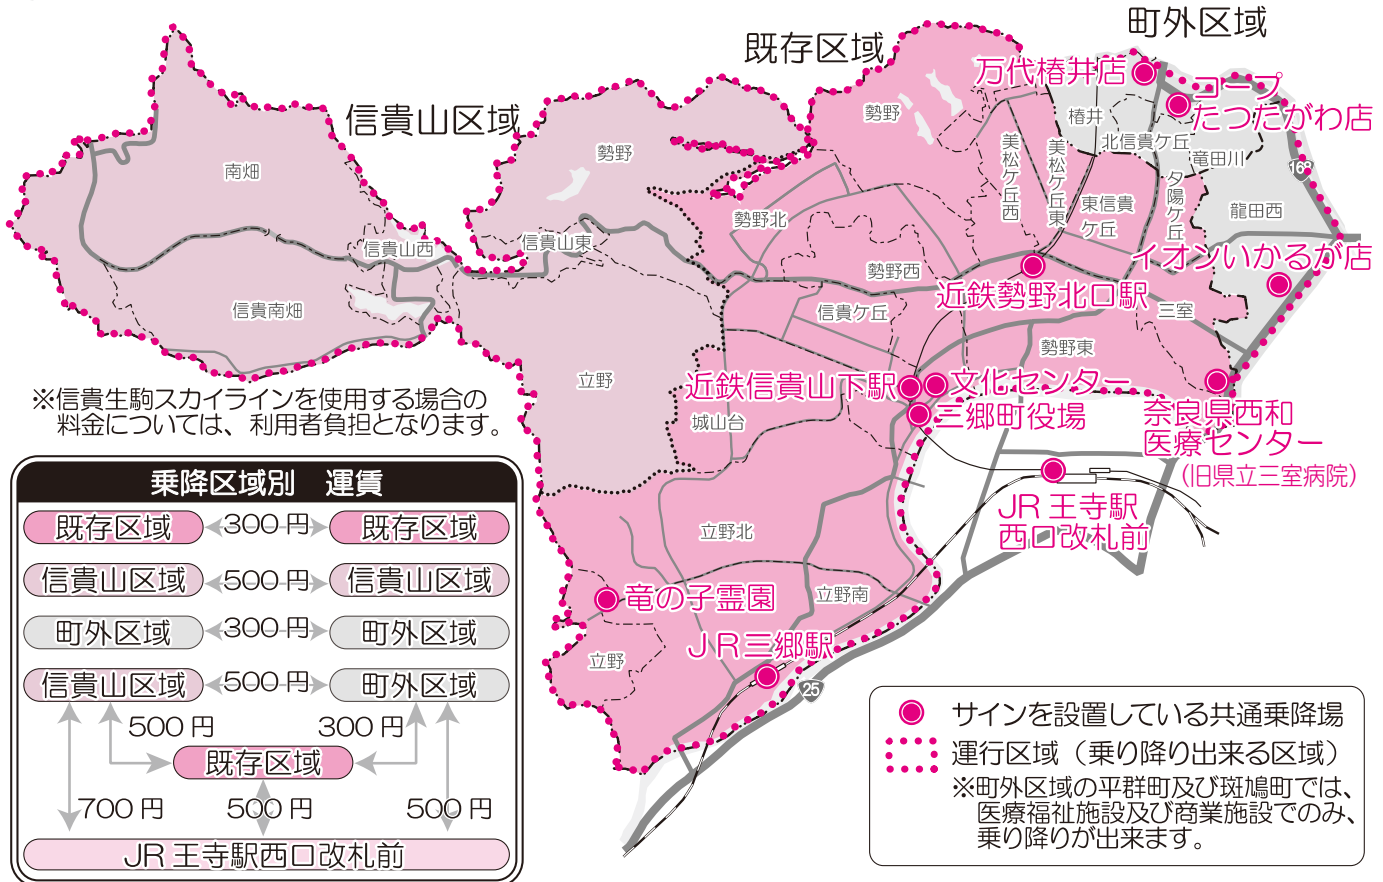 町外区域
既存区域
信貴山区域
万代椿井店
コープ
たつたがわ店
椿井
北信貴ケ丘
竜田川
勢野
勢野
南畑
美松ケ丘西
美松ケ丘東
夕陽ケ丘
東信貴
ケ丘
168
龍田西
勢野北
信貴山東
信貴山西
勢野西
イオンいかるが店
近鉄勢野北口駅
信貴南畑
信貴ケ丘
三室
勢野東
立野
近鉄信貴山下駅
文化センター
城山台
三郷町役場
奈良県西和
医療センター
(旧県立三室病院)
JR王寺駅
西口改札前
立野北
立野南
竜の子霊園
立野
JR三郷駅
25
※信貴生駒スカイラインを使用する場合の
料金については、利用者負担となります。
乗降区域別 運賃
既存区域 300円 既存区域
信貴山区域 500円 信貴山区域
町外区域 300円 町外区域
信貴山区域 500円 町外区域
500円 300円
既存区域
700円 500円 500円
JR王寺駅西口改札前
サインを設置している共通乗降場
運行区域(乗り降り出来る区域)
※町外区域の平群町及び斑鳩町では、
医療福祉施設及び商業施設でのみ、
乗り降りが出来ます。